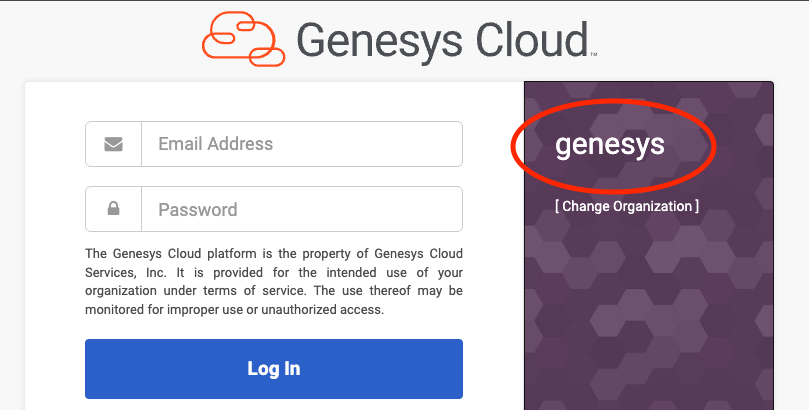 Genesys Cloud™
Email Address
Password
The Genesys Cloud platform is the property of Genesys Cloud
Services, Inc. It is provided for the intended use of your
organization under terms of service. The use thereof may be
monitored for improper use or unauthorized access.
Log In
genesys
[ Change Organization ]